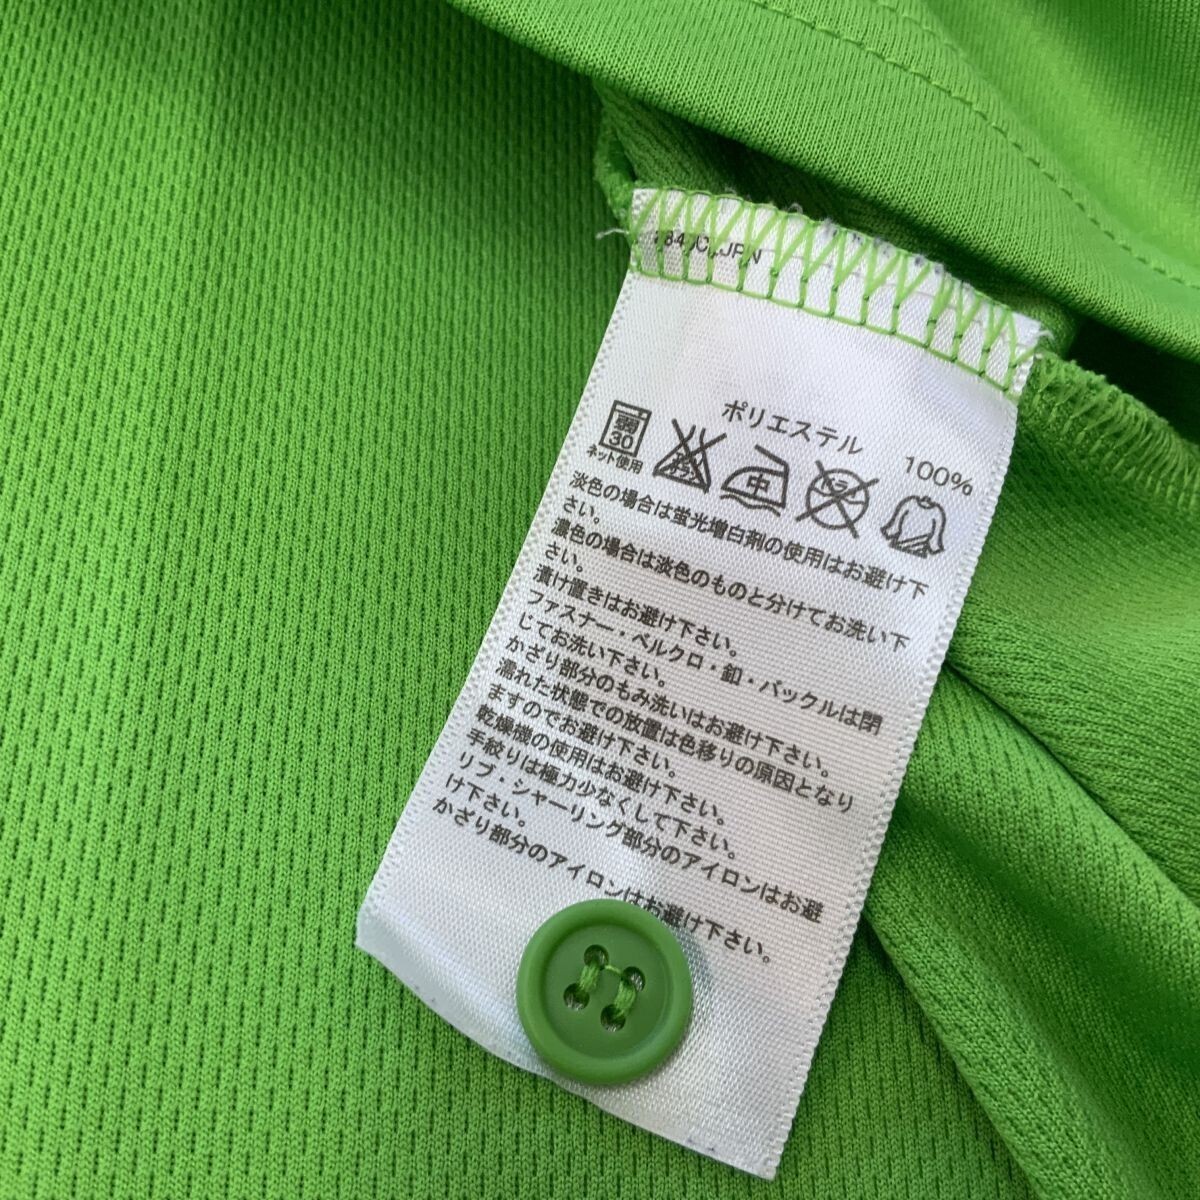 ポリエステル 100%
弱
30
ネット使用
エンソ
サラシ
中
ドライ
淡色の場合は蛍光増白剤の使用はお避け下
さい。
濃色の場合は淡色のものと分けてお洗い下
さい。
漬け置きはお避け下さい。
ファスナー・ベルクロ・釦・バックルは閉
じてお洗い下さい。
かざり部分のもみ洗いはお避け下さい。
濡れた状態での放置は色移りの原因となり
ますのでお避け下さい。
乾燥機の使用はお避け下さい。
手絞りは極力少なくして下さい。
リブ・シャーリング部分のアイロンはお避
け下さい。
かざり部分のアイロンはお避け下さい。